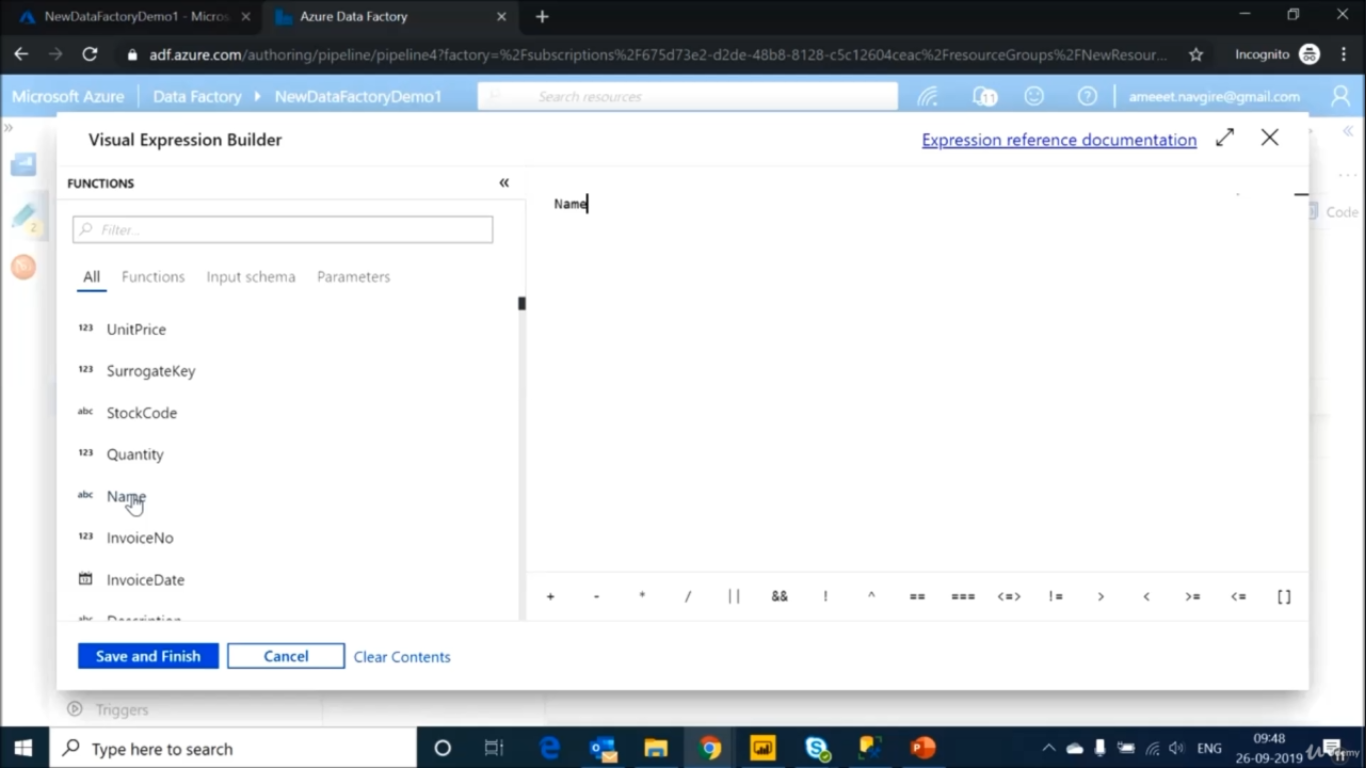 NewDataFactoryDemo1 - Micros
Azure Data Factory
adf.azure.com/authoring/pipeline/pipeline4?factory=%2Fsubscriptions%2F675d73e2-d2de-48b8-8128-c5c12604ceac%2FresourceGroups%2FNewResour...
Incognito
Microsoft Azure
Data Factory
NewDataFactoryDemo1
Search resources
11
ameeet.navgire@gmail.com
Visual Expression Builder
Expression reference documentation
FUNCTIONS
«
Name
2
Code
Filter...
All Functions Input schema Parameters
123 UnitPrice
123 SurrogateKey
abc StockCode
123 Quantity
abc Name
123 InvoiceNo
InvoiceDate
abc Description
+ - * / || && ! ^ == === <=> != > < >= <= []
Save and Finish
Cancel
Clear Contents
Triggers
Type here to search
ENG
09:48
26-09-2019